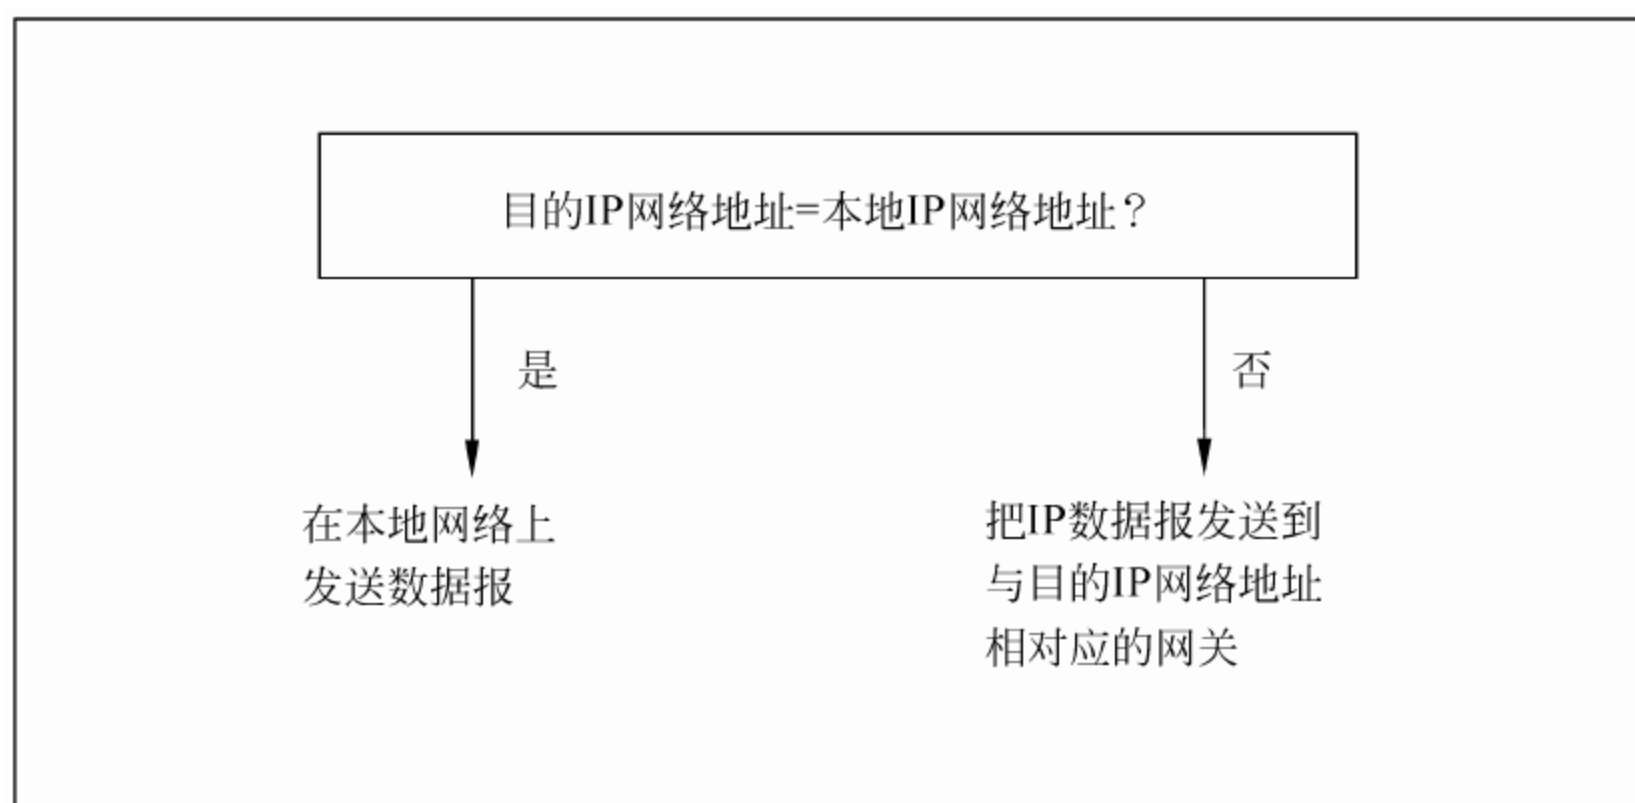 目的IP网络地址=本地IP网络地址？
是
否
在本地网络上
发送数据报
把IP数据报发送到
与目的IP网络地址
相对应的网关